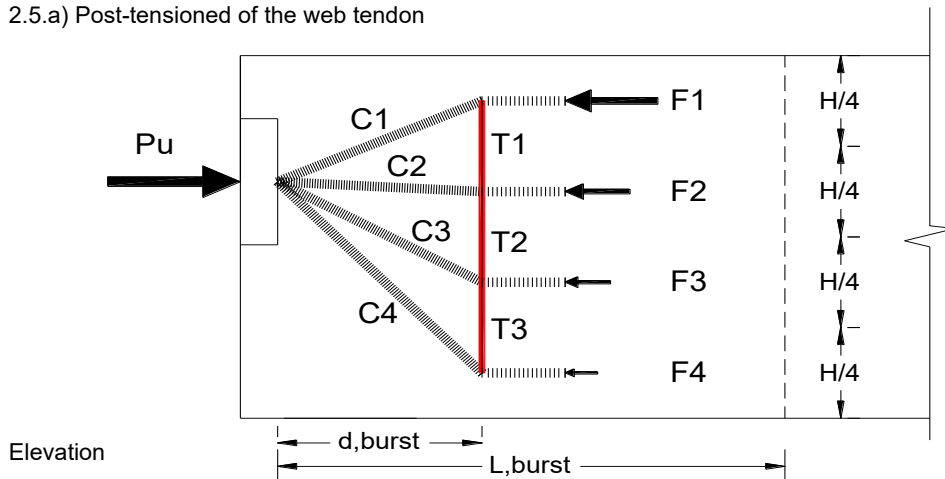 2.5.a) Post-tensioned of the web tendon
Pu
C1
C2
C3
C4
T1
T2
T3
F1
F2
F3
F4
H/4
H/4
H/4
H/4
d,burst
L,burst
Elevation